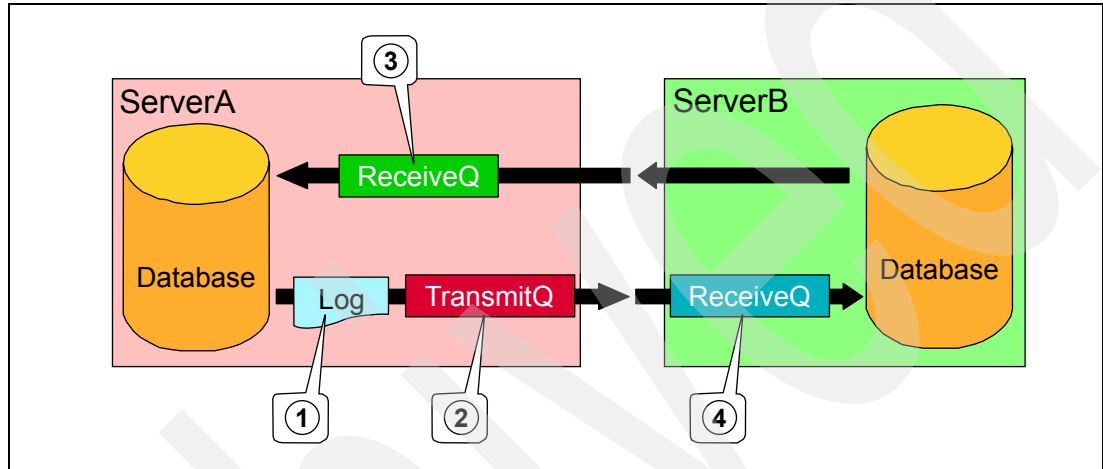 ③
ServerA
ServerB
ReceiveQ
Database
Database
Log
TransmitQ
ReceiveQ
①
②
④